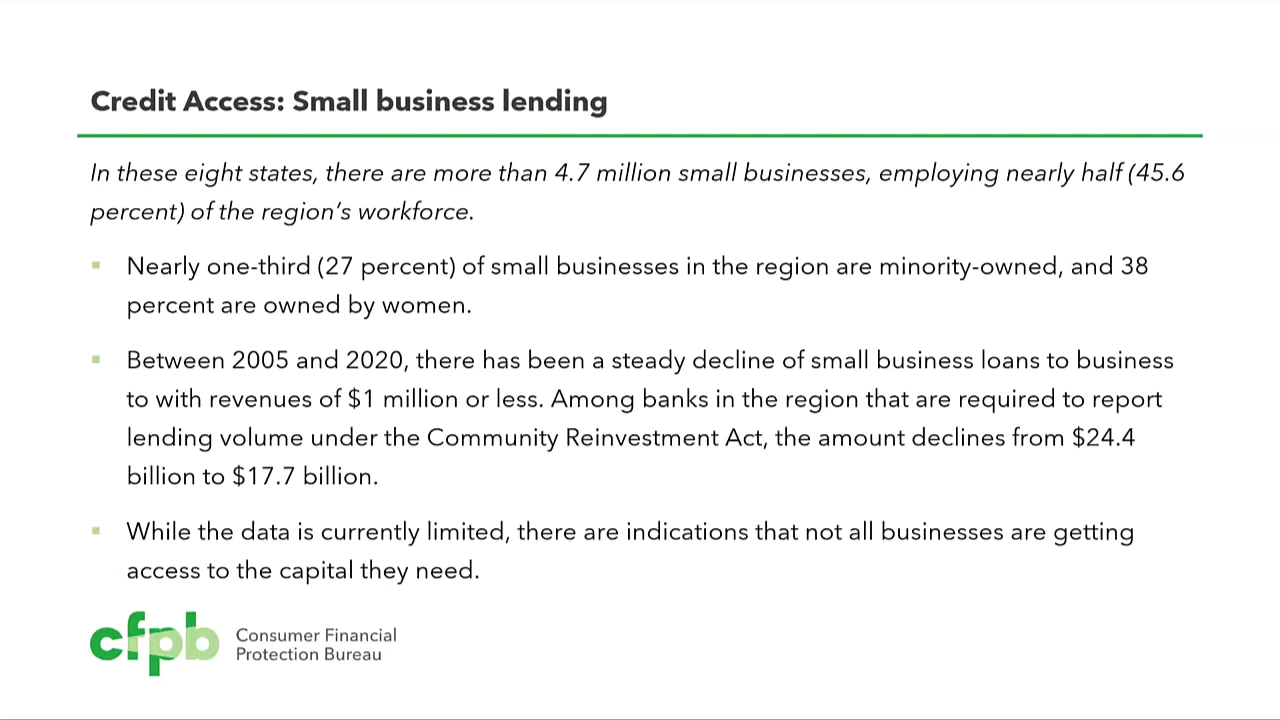 Credit Access: Small business lending
In these eight states, there are more than 4.7 million small businesses, employing nearly half (45.6
percent) of the region's workforce.
Nearly one-third (27 percent) of small businesses in the region are minority-owned, and 38
percent are owned by women.
Between 2005 and 2020, there has been a steady decline of small business loans to business
to with revenues of $1 million or less. Among banks in the region that are required to report
lending volume under the Community Reinvestment Act, the amount declines from $24.4
billion to $17.7 billion.
While the data is currently limited, there are indications that not all businesses are getting
access to the capital they need.
cfpb
Consumer Financial
Protection Bureau